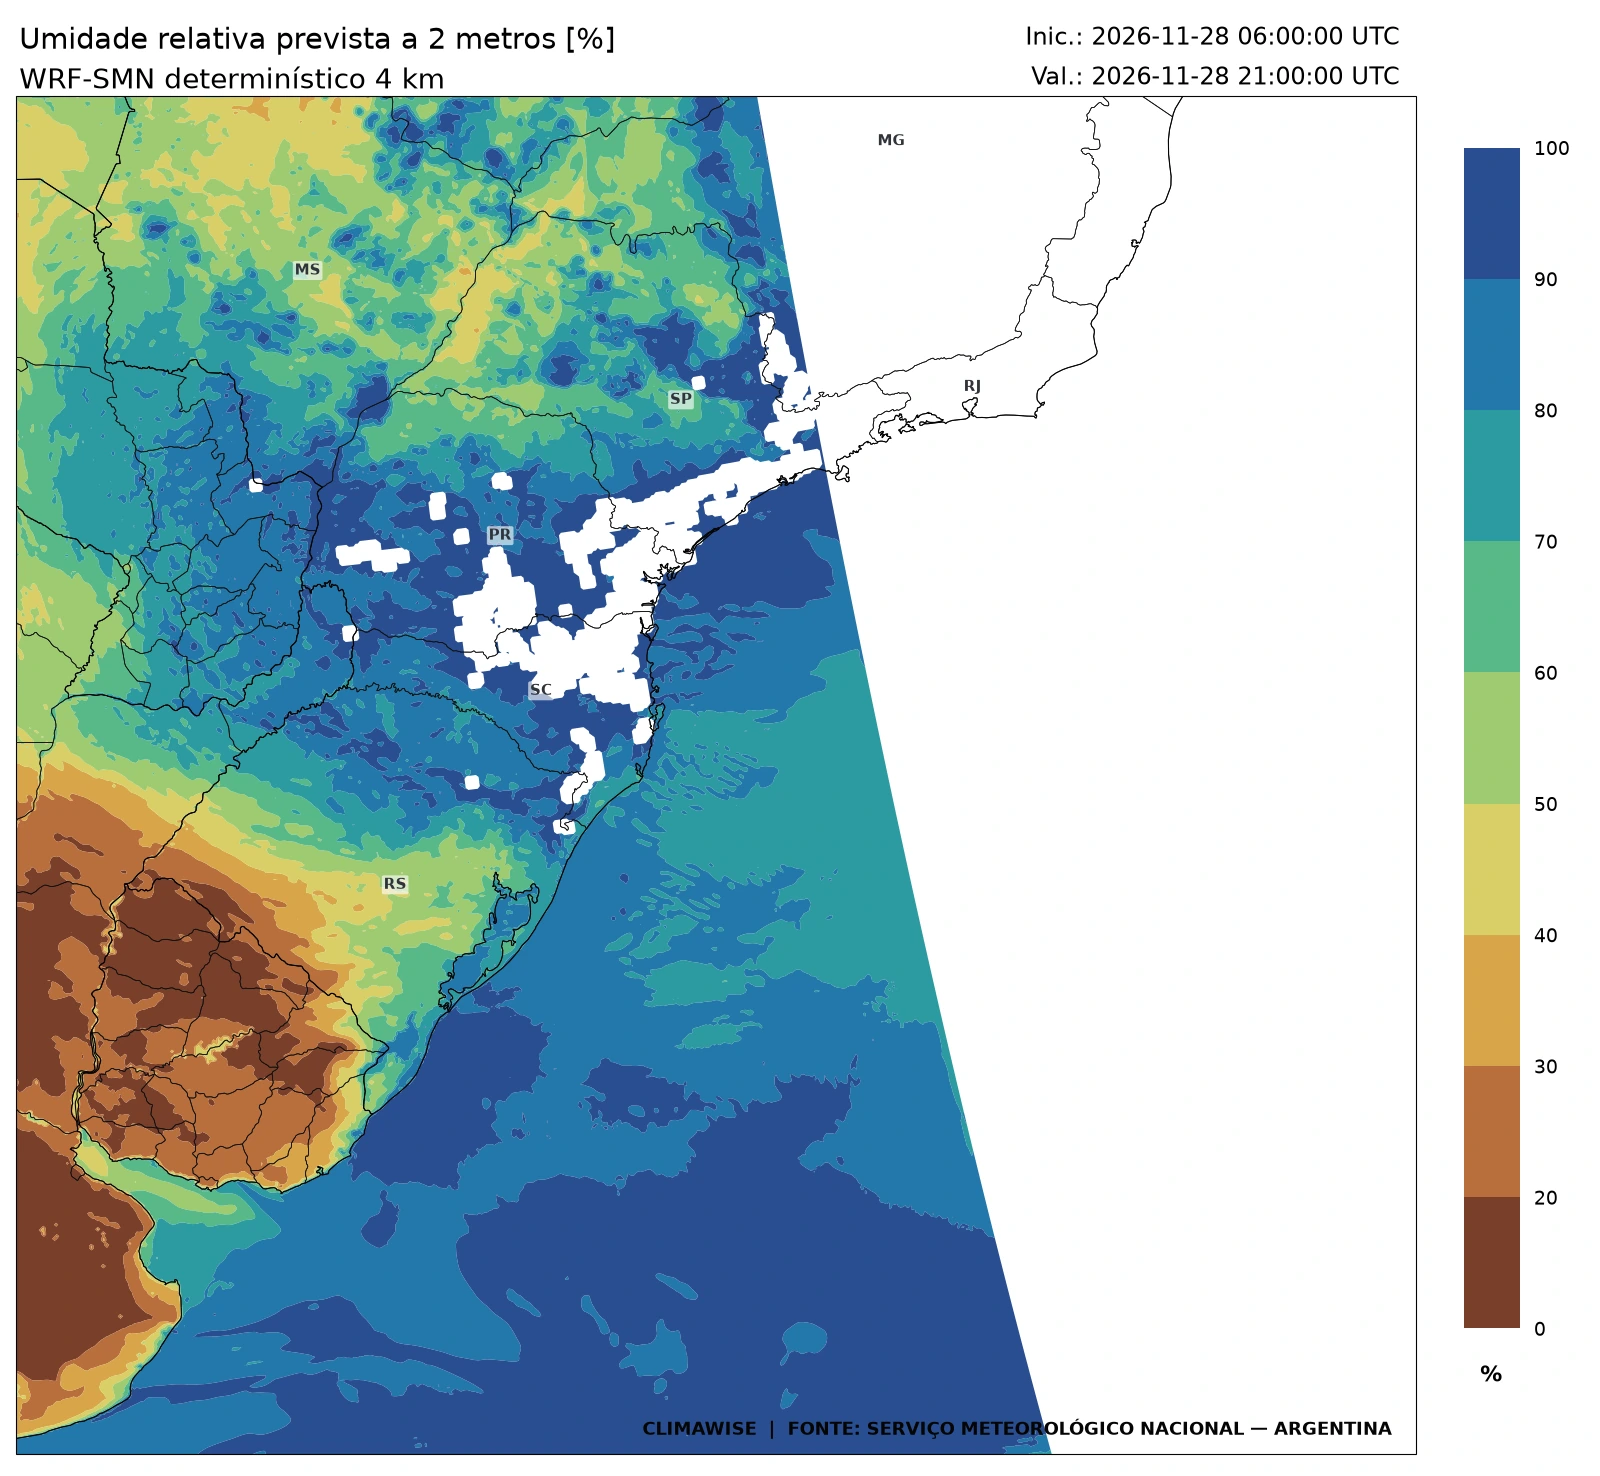 Umidade relativa prevista a 2 metros [%]
WRF-SMN determinístico 4 km
Inic.: 2026-11-28 06:00:00 UTC
Val.: 2026-11-28 21:00:00 UTC
MG
MS
RJ
SP
PR
SC
RS
100
90
80
70
60
50
40
30
20
0
%
CLIMAWISE | FONTE: SERVIÇO METEOROLÓGICO NACIONAL — ARGENTINA